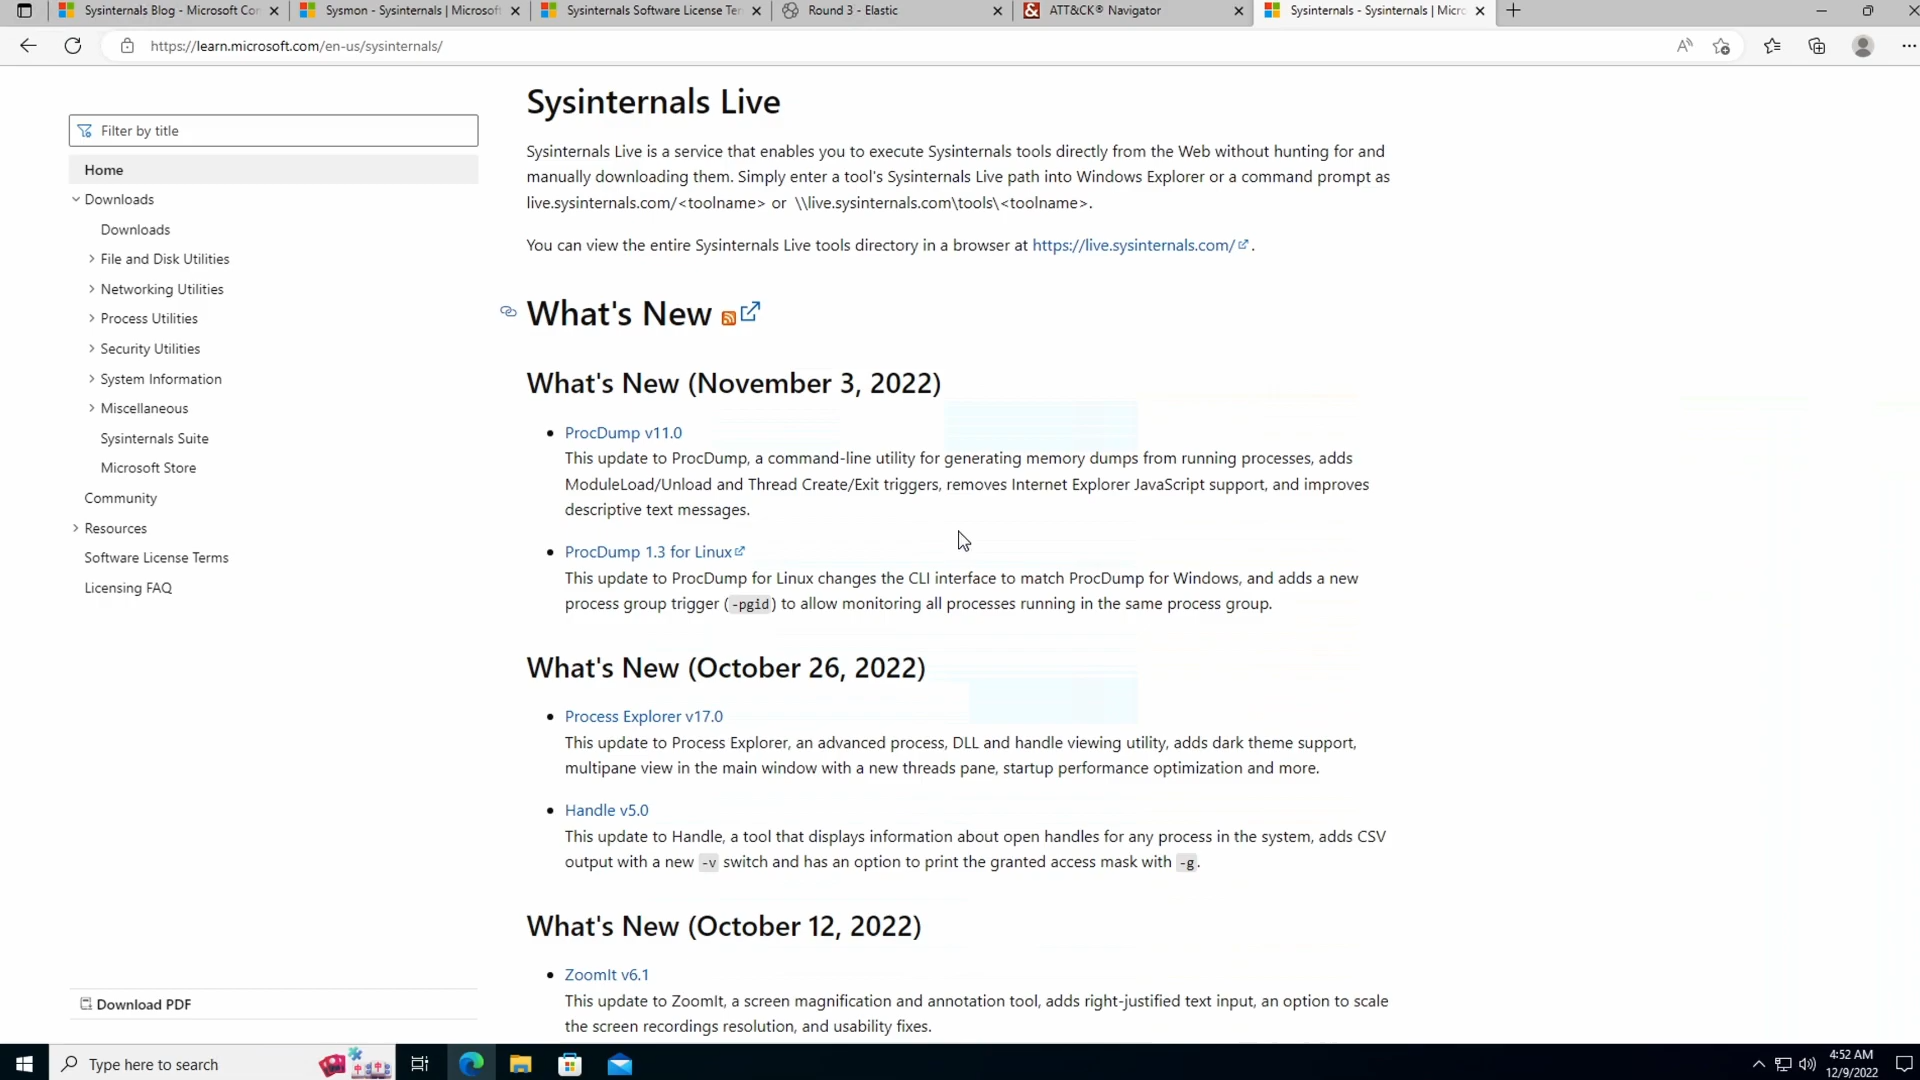 Sysinternals Blog - Microsoft Con
Sysmon - Sysinternals | Microsoft
Sysinternals Software License Ter
Round 3 - Elastic
ATT&CK® Navigator
Sysinternals - Sysinternals | Micro
https://learn.microsoft.com/en-us/sysinternals/
Filter by title
Home
Downloads
Downloads
File and Disk Utilities
Networking Utilities
Process Utilities
Security Utilities
System Information
Miscellaneous
Sysinternals Suite
Microsoft Store
Community
Resources
Software License Terms
Licensing FAQ
Download PDF
Sysinternals Live
Sysinternals Live is a service that enables you to execute Sysinternals tools directly from the Web without hunting for and
manually downloading them. Simply enter a tool's Sysinternals Live path into Windows Explorer or a command prompt as
live.sysinternals.com/<toolname> or \\live.sysinternals.com\tools\<toolname>.
You can view the entire Sysinternals Live tools directory in a browser at https://live.sysinternals.com/ .
What's New
What's New (November 3, 2022)
• ProcDump v11.0
This update to ProcDump, a command-line utility for generating memory dumps from running processes, adds
ModuleLoad/Unload and Thread Create/Exit triggers, removes Internet Explorer JavaScript support, and improves
descriptive text messages.
• ProcDump 1.3 for Linux
This update to ProcDump for Linux changes the CLI interface to match ProcDump for Windows, and adds a new
process group trigger (-pgid) to allow monitoring all processes running in the same process group.
What's New (October 26, 2022)
• Process Explorer v17.0
This update to Process Explorer, an advanced process, DLL and handle viewing utility, adds dark theme support,
multipane view in the main window with a new threads pane, startup performance optimization and more.
• Handle v5.0
This update to Handle, a tool that displays information about open handles for any process in the system, adds CSV
output with a new -v switch and has an option to print the granted access mask with -g.
What's New (October 12, 2022)
• ZoomIt v6.1
This update to ZoomIt, a screen magnification and annotation tool, adds right-justified text input, an option to scale
the screen recordings resolution, and usability fixes.
Type here to search
4:52 AM
12/9/2022